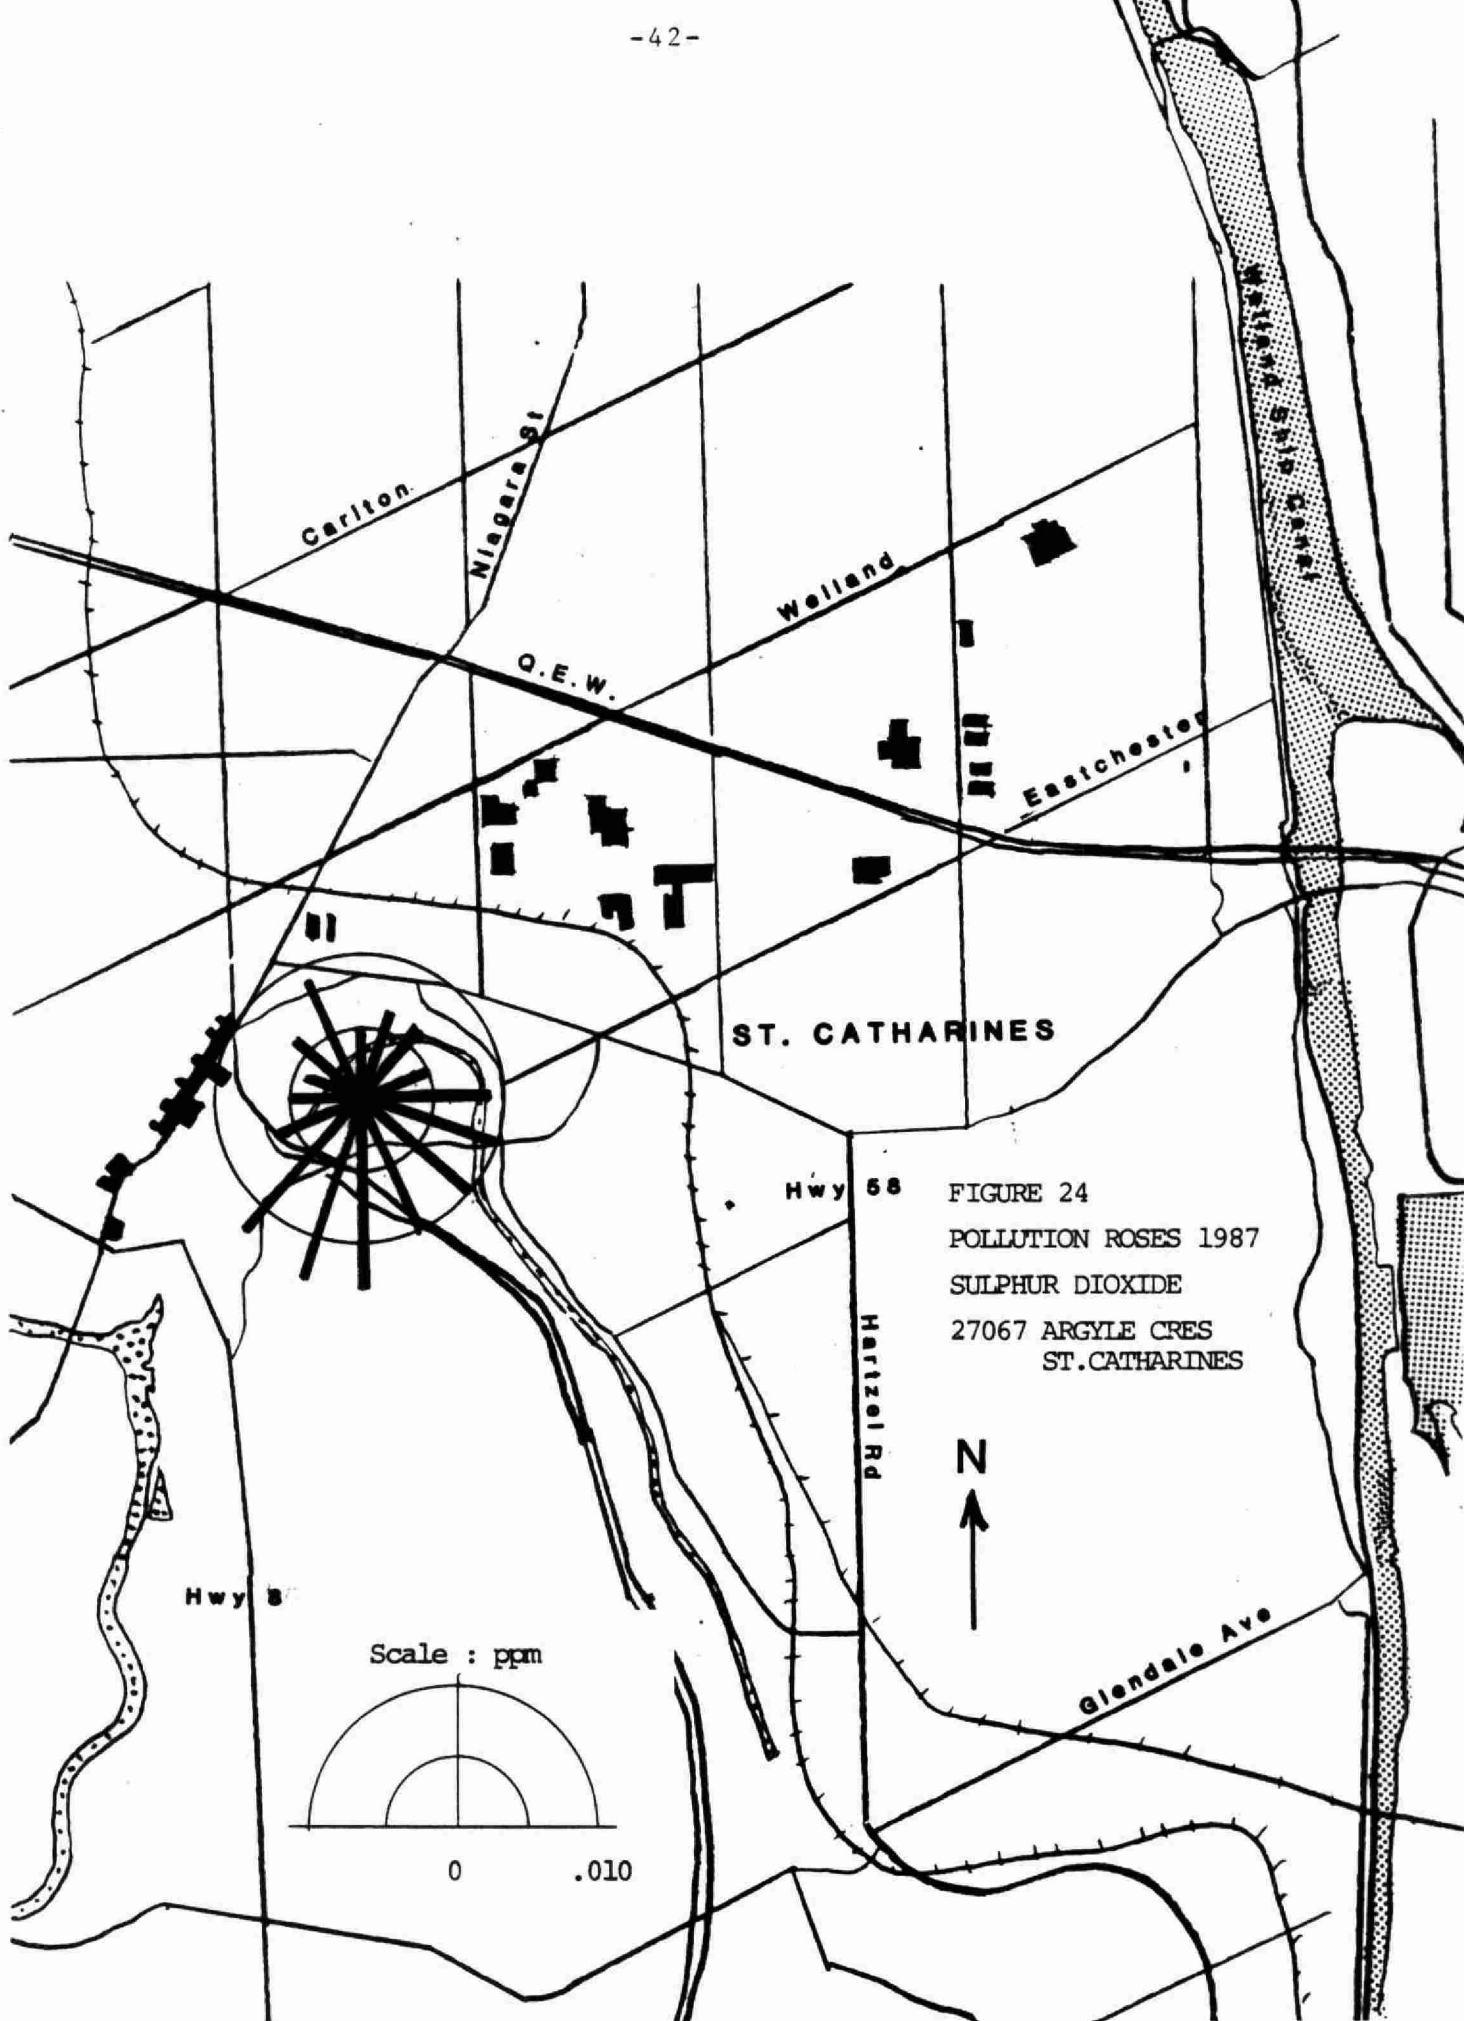 -42-
Welland Ship Canal
Niagara St
Carlton
Welland
Q.E.W.
Eastchester
ST. CATHARINES
Hwy 58
FIGURE 24
POLLUTION ROSES 1987
SULPHUR DIOXIDE
27067 ARGYLE CRES
ST.CATHARINES
Hartzel Rd
N
Hwy 8
Scale : ppm
Glendale Ave
0 .010